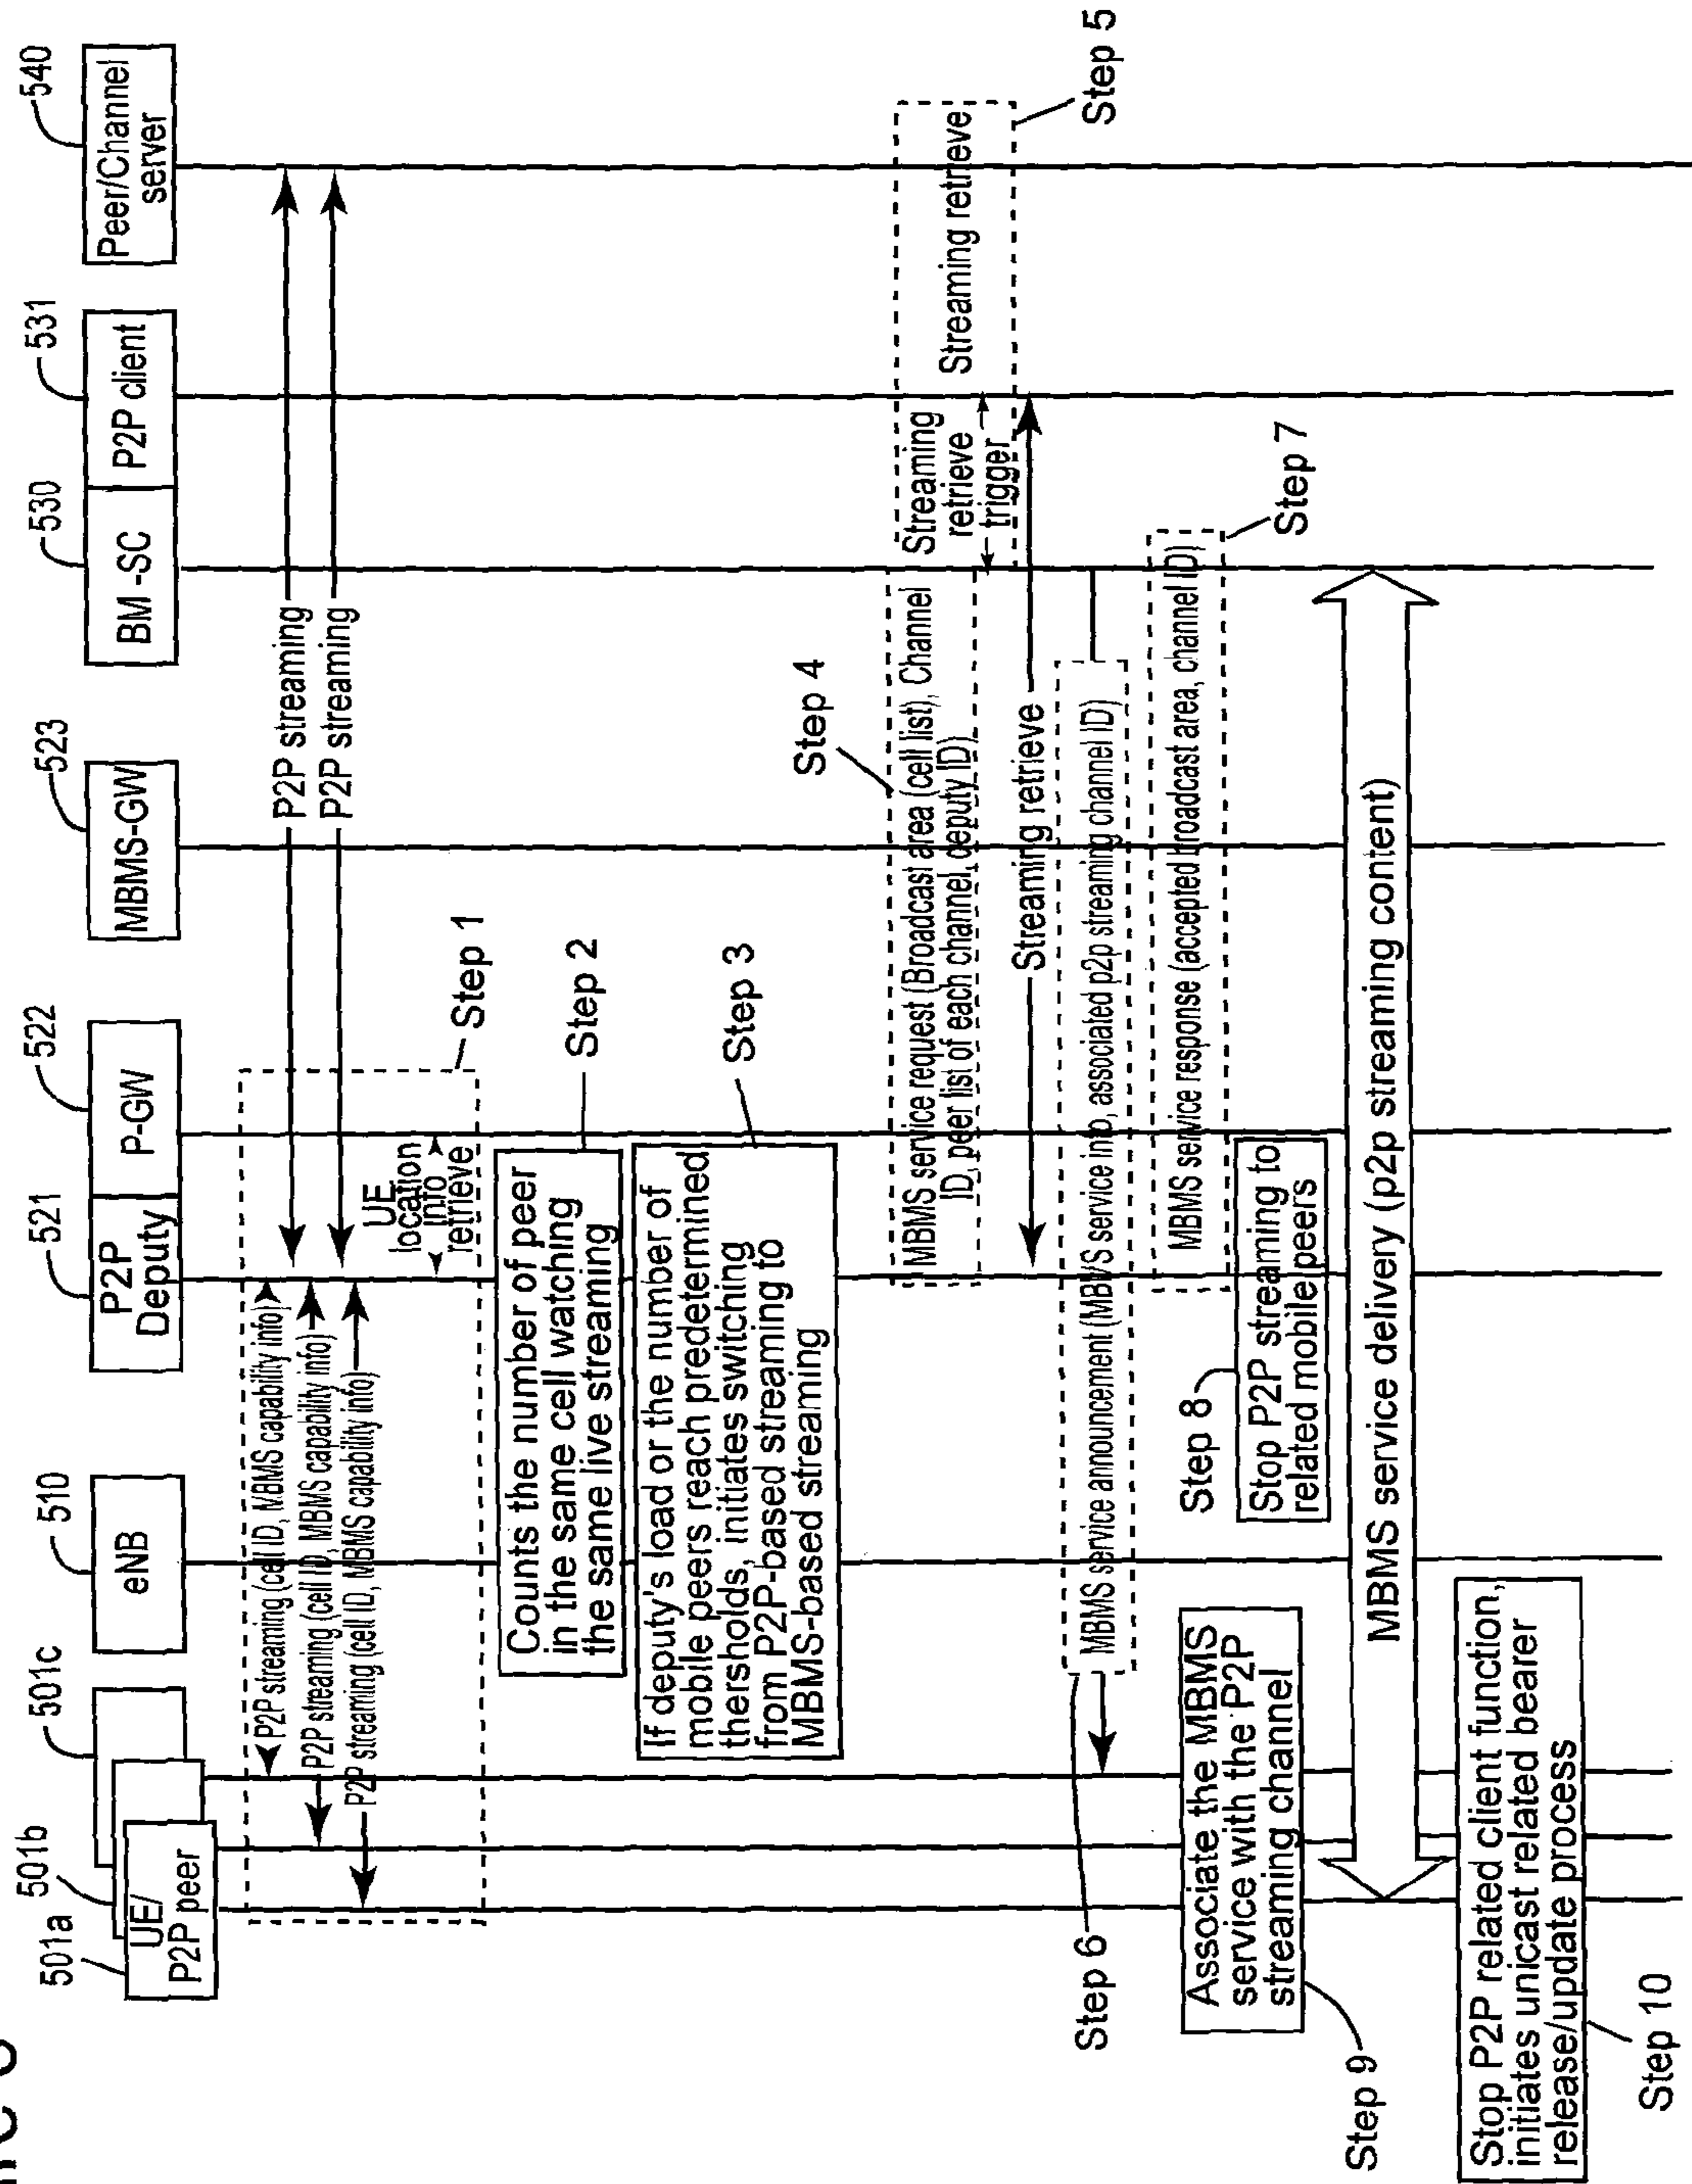 501a
501b
501c
510
521
522
523
530
531
540
UE/
P2P peer
eNB
P2P
Deputy
P-GW
MBMS-GW
BM -SC
P2P client
Peer/Channel
server
P2P streaming (cell ID, MBMS capability info)
P2P streaming (cell ID, MBMS capability info)
P2P streaming (cell ID, MBMS capability info)
P2P streaming
P2P streaming
UE
location
info
retrieve
Step 1
Counts the number of peer
in the same cell watching
the same live streaming
Step 2
If deputy's load or the number of
mobile peers reach predetermined
thersholds, initiates switching
from P2P-based streaming to
MBMS-based streaming
Step 3
Step 4
MBMS service request (Broadcast area (cell list), Channel
ID, peer list of each channel, deputy ID)
Streaming
retrieve
trigger
Streaming retrieve
Step 5
Streaming retrieve
Step 6
MBMS service announcement (MBMS service into, associated p2p streaming channel ID)
MBMS service response (accepted broadcast area, channel ID)
Step 7
Step 8
Stop P2P streaming to
related mobile peers
Associate the MBMS
service with the P2P
streaming channel
Step 9
MBMS service delivery (p2p streaming content)
Stop P2P related client function,
initiates unicast related bearer
release/update process
Step 10